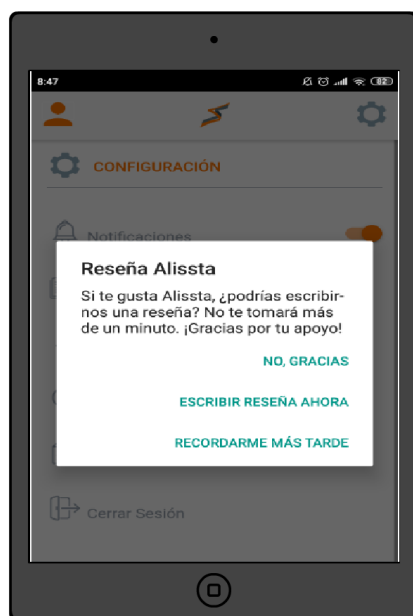 8:47
CONFIGURACIÓN
Notificaciones
Reseña Alissta
Si te gusta Alissta, ¿podrías escribir-
nos una reseña? No te tomará más
de un minuto. ¡Gracias por tu apoyo!
NO, GRACIAS
ESCRIBIR RESEÑA AHORA
RECORDARME MÁS TARDE
Cerrar Sesión